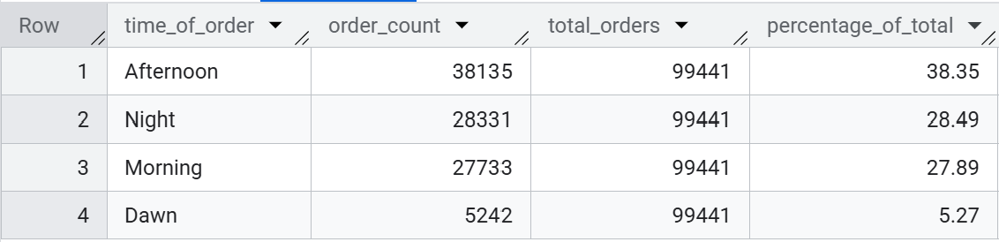 Row time_of_order order_count total_orders percentage_of_total
1 Afternoon 38135 99441 38.35
2 Night 28331 99441 28.49
3 Morning 27733 99441 27.89
4 Dawn 5242 99441 5.27